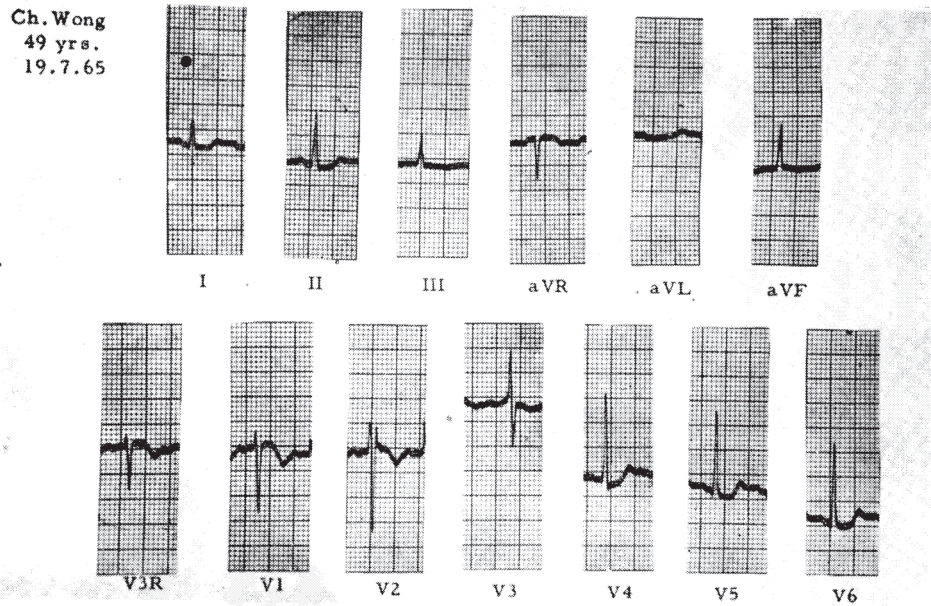 Ch. Wong
49 yrs.
19.7.65
I II III aVR aVL aVF
V3R V1 V2 V3 V4 V5 V6